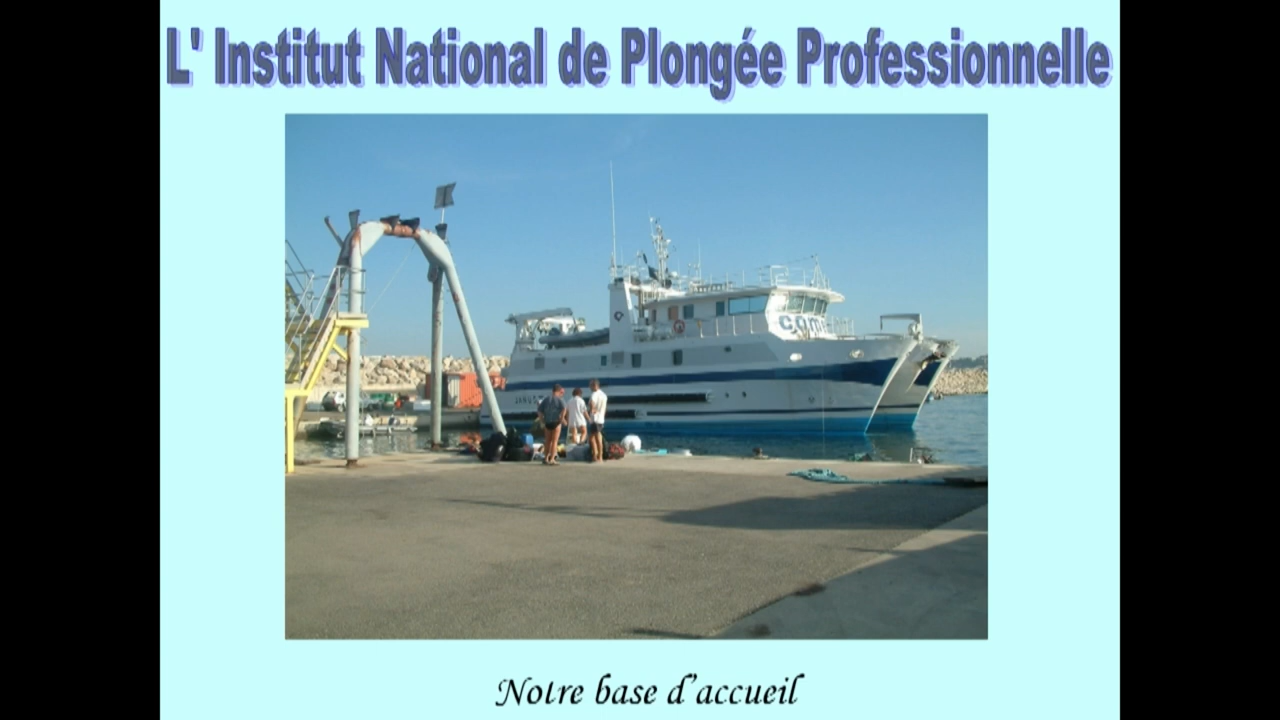 L' Institut National de Plongée Professionnelle
Notre base d'accueil